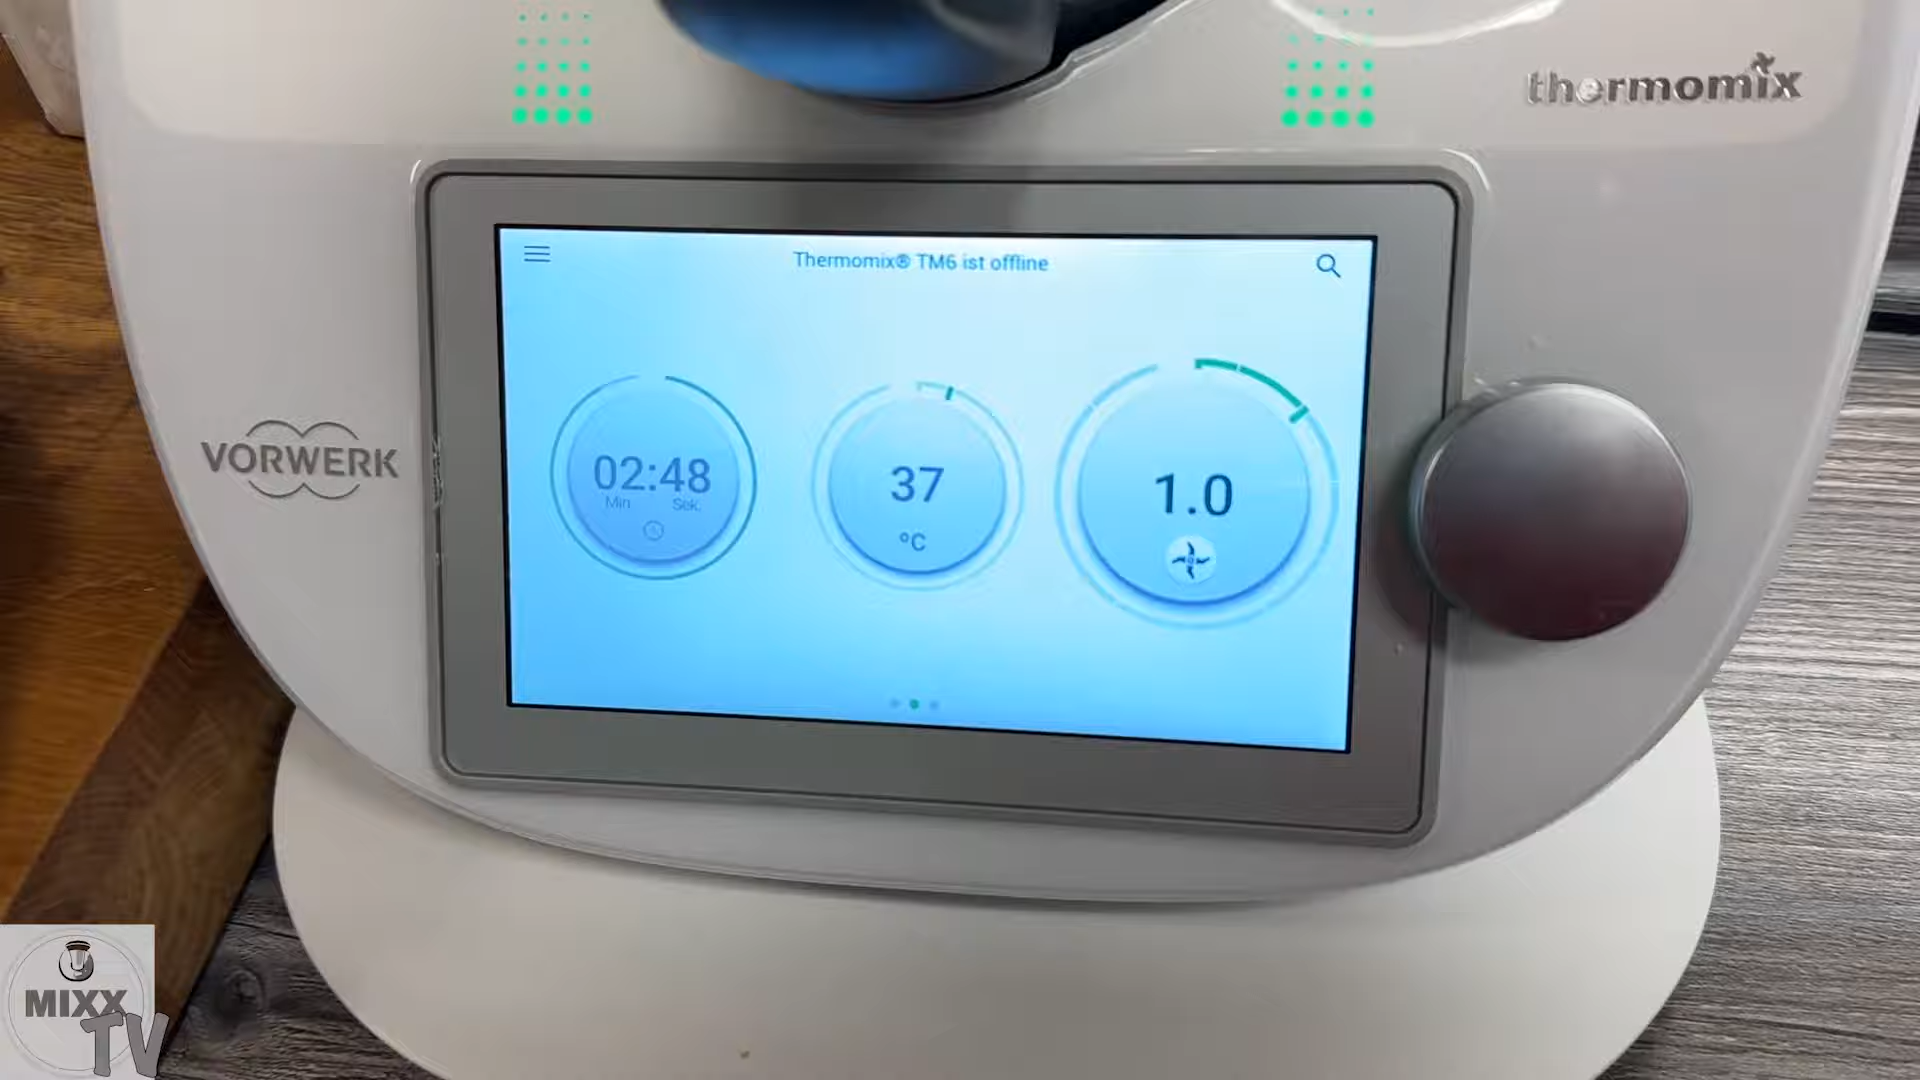 thermomix
Thermomix® TM6 ist offline
VORWERK
02:48
Min Sek.
37
°C
1.0
MIXX
TV